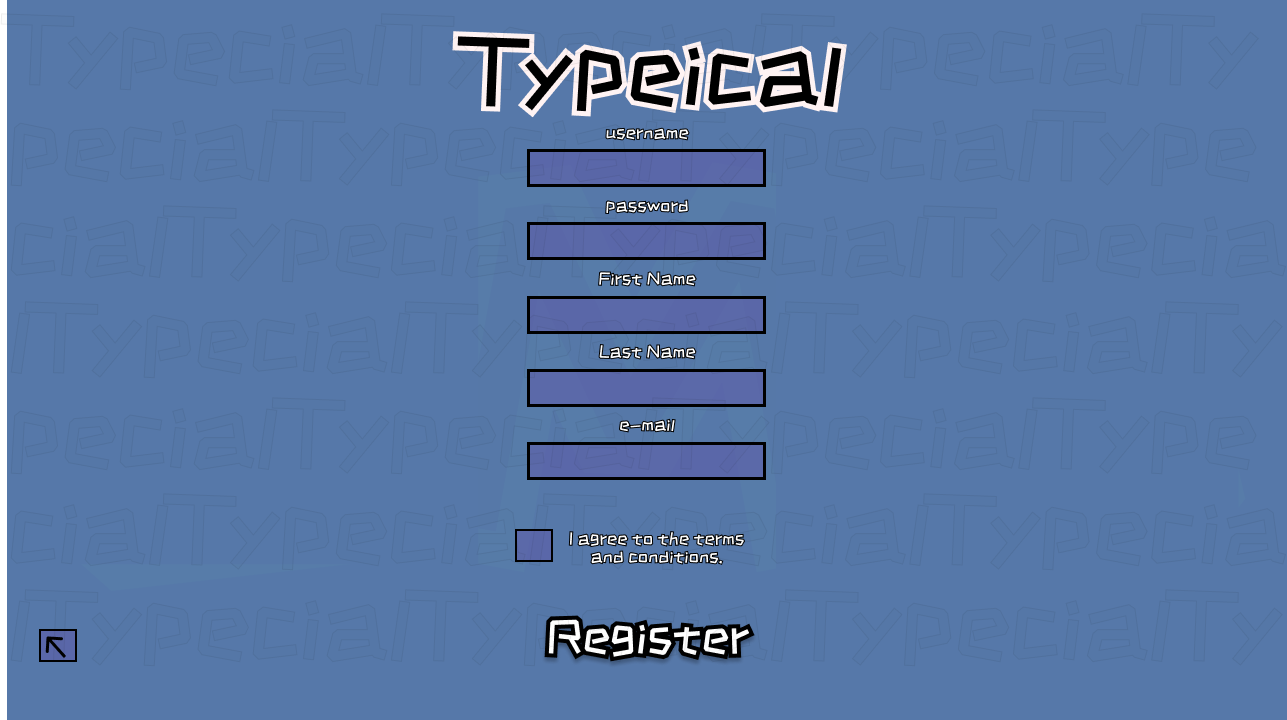 Typeical
username
password
First Name
Last Name
e-mail
I agree to the terms
and conditions.
Register